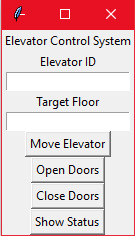 Elevator Control System
Elevator ID
Target Floor
Move Elevator
Open Doors
Close Doors
Show Status